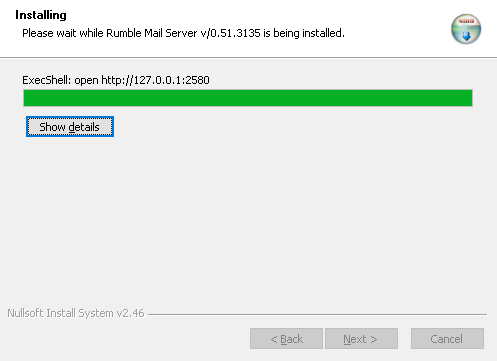 Installing
Please wait while Rumble Mail Server v/0.51.3135 is being installed.
ExecShell: open http://127.0.0.1:2580
Show details
Nullsoft Install System v2.46
< Back
Next >
Cancel